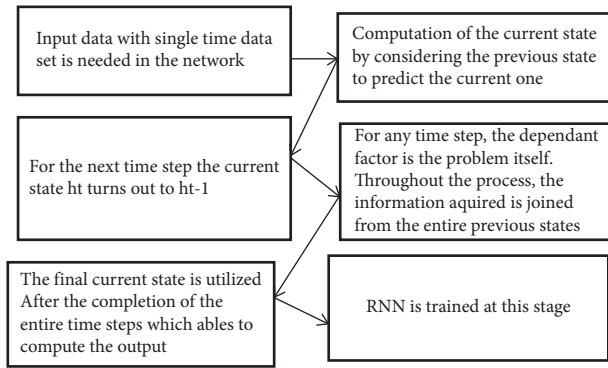 Input data with single time data
set is needed in the network
Computation of the current state
by considering the previous state
to predict the current one
For the next time step the current
state ht turns out to ht-1
For any time step, the dependant
factor is the problem itself.
Throughout the process, the
information aquired is joined
from the entire previous states
The final current state is utilized
After the completion of the
entire time steps which ables to
compute the output
RNN is trained at this stage